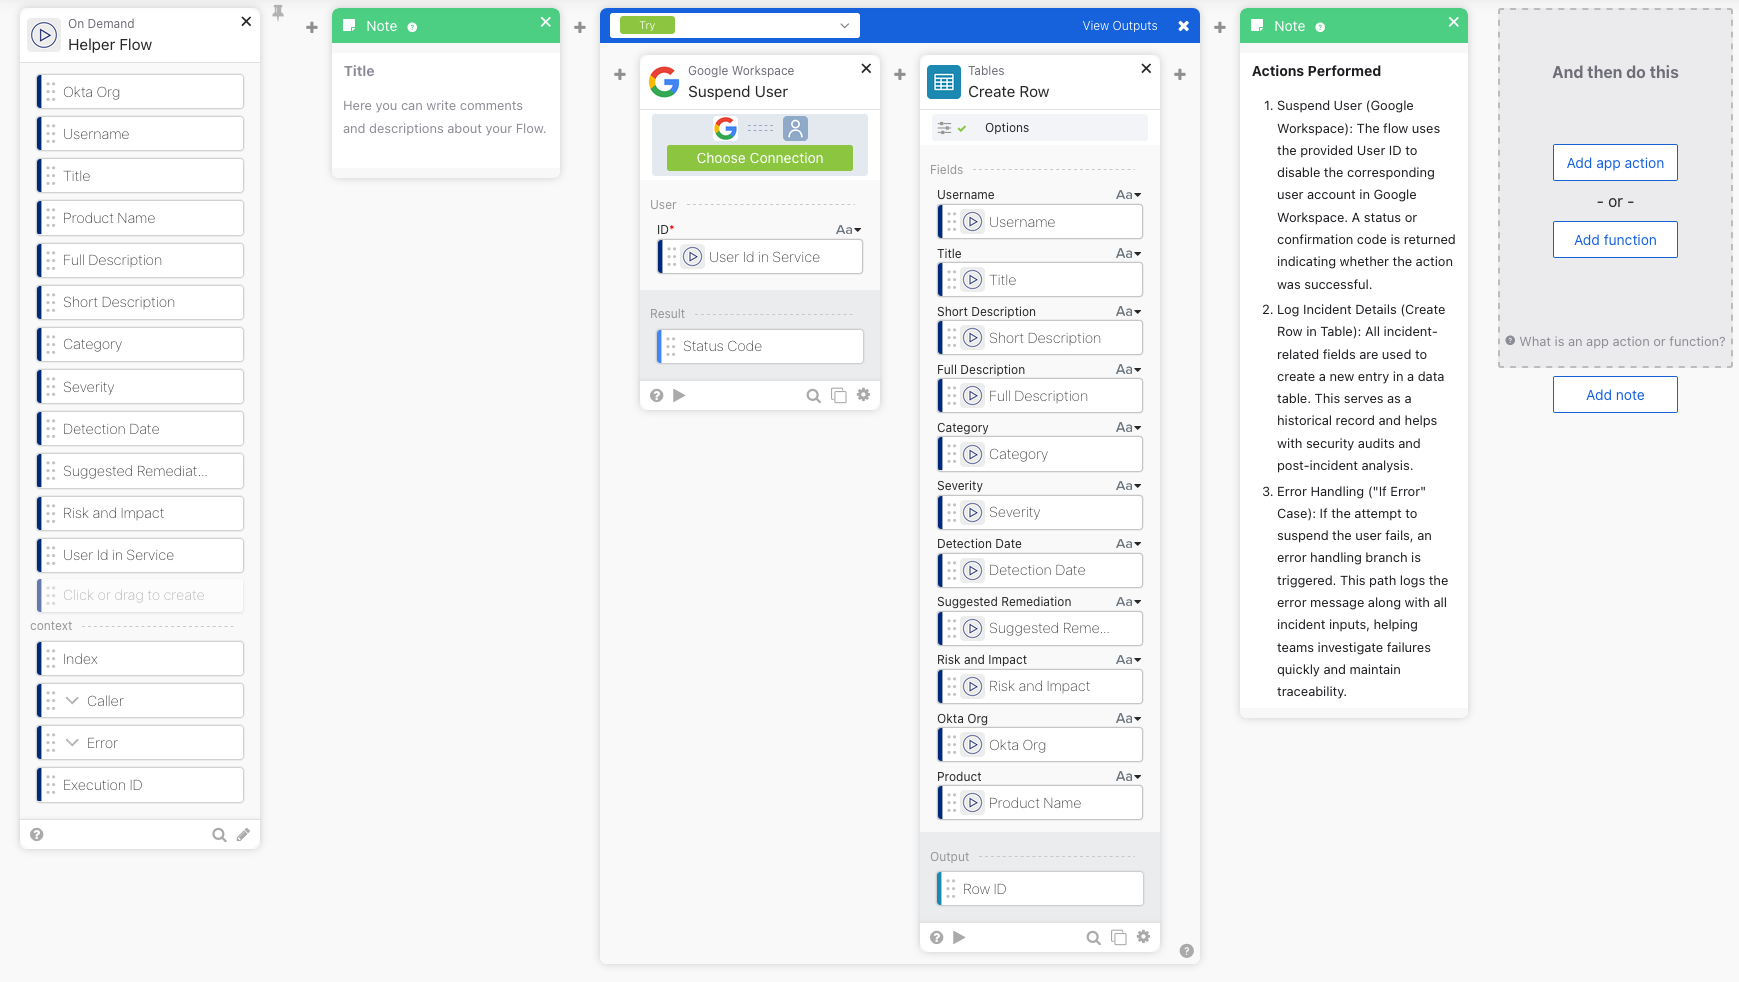 On Demand
Helper Flow
Okta Org
Username
Title
Product Name
Full Description
Short Description
Category
Severity
Detection Date
Suggested Remediat...
Risk and Impact
User Id in Service
Click or drag to create
context
Index
Caller
Error
Execution ID
Note
Title
Here you can write comments
and descriptions about your Flow.
Try
View Outputs
Google Workspace
Suspend User
Choose Connection
User
ID*
Aa
User Id in Service
Result
Status Code
Tables
Create Row
Options
Fields
Username
Aa
Username
Title
Aa
Title
Short Description
Aa
Short Description
Full Description
Aa
Full Description
Category
Aa
Category
Severity
Aa
Severity
Detection Date
Aa
Detection Date
Suggested Remediation
Aa
Suggested Reme...
Risk and Impact
Aa
Risk and Impact
Okta Org
Aa
Okta Org
Product
Aa
Product Name
Output
Row ID
Note
Actions Performed
1. Suspend User (Google
Workspace): The flow uses
the provided User ID to
disable the corresponding
user account in Google
Workspace. A status or
confirmation code is returned
indicating whether the action
was successful.
2. Log Incident Details (Create
Row in Table): All incident-
related fields are used to
create a new entry in a data
table. This serves as a
historical record and helps
with security audits and
post-incident analysis.
3. Error Handling ("If Error"
Case): If the attempt to
suspend the user fails, an
error handling branch is
triggered. This path logs the
error message along with all
incident inputs, helping
teams investigate failures
quickly and maintain
traceability.
And then do this
Add app action
- or -
Add function
What is an app action or function?
Add note